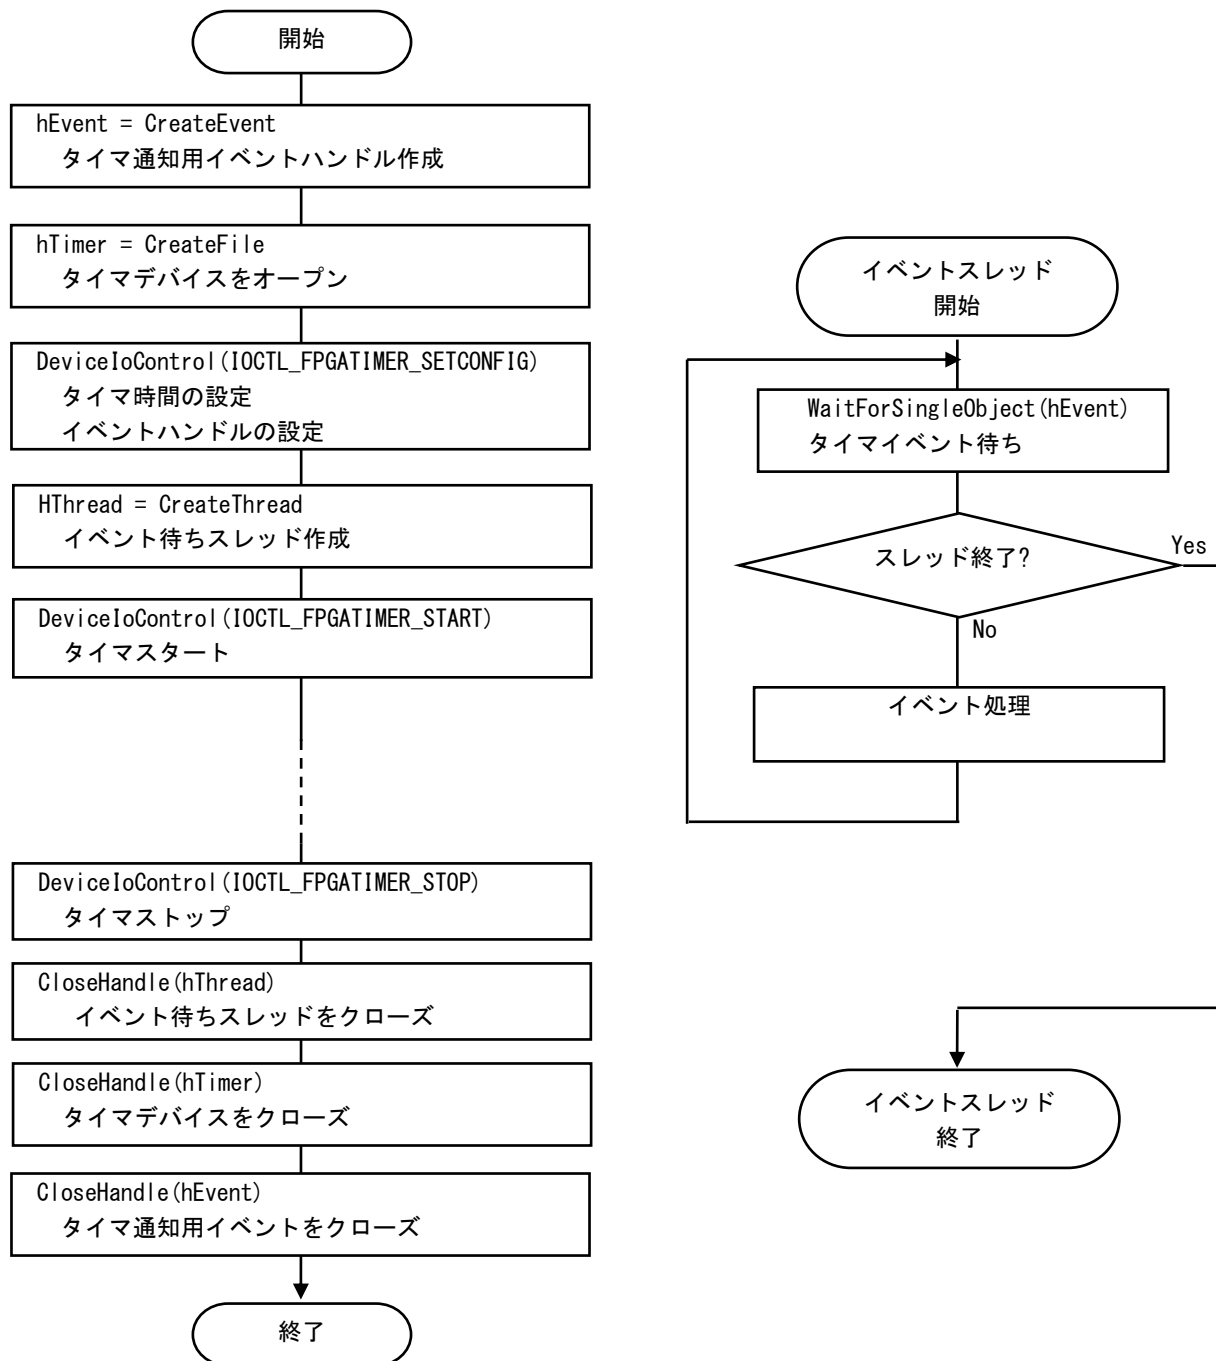 開始
hEvent = CreateEvent
タイマ通知用イベントハンドル作成
hTimer = CreateFile
タイマデバイスをオープン
DeviceIoControl(IOCTL_FPGATIMER_SETCONFIG)
タイマ時間の設定
イベントハンドルの設定
HThread = CreateThread
イベント待ちスレッド作成
DeviceIoControl(IOCTL_FPGATIMER_START)
タイマスタート
DeviceIoControl(IOCTL_FPGATIMER_STOP)
タイマストップ
CloseHandle(hThread)
イベント待ちスレッドをクローズ
CloseHandle(hTimer)
タイマデバイスをクローズ
CloseHandle(hEvent)
タイマ通知用イベントをクローズ
終了
イベントスレッド
開始
WaitForSingleObject(hEvent)
タイマイベント待ち
スレッド終了?
Yes
No
イベント処理
イベントスレッド
終了